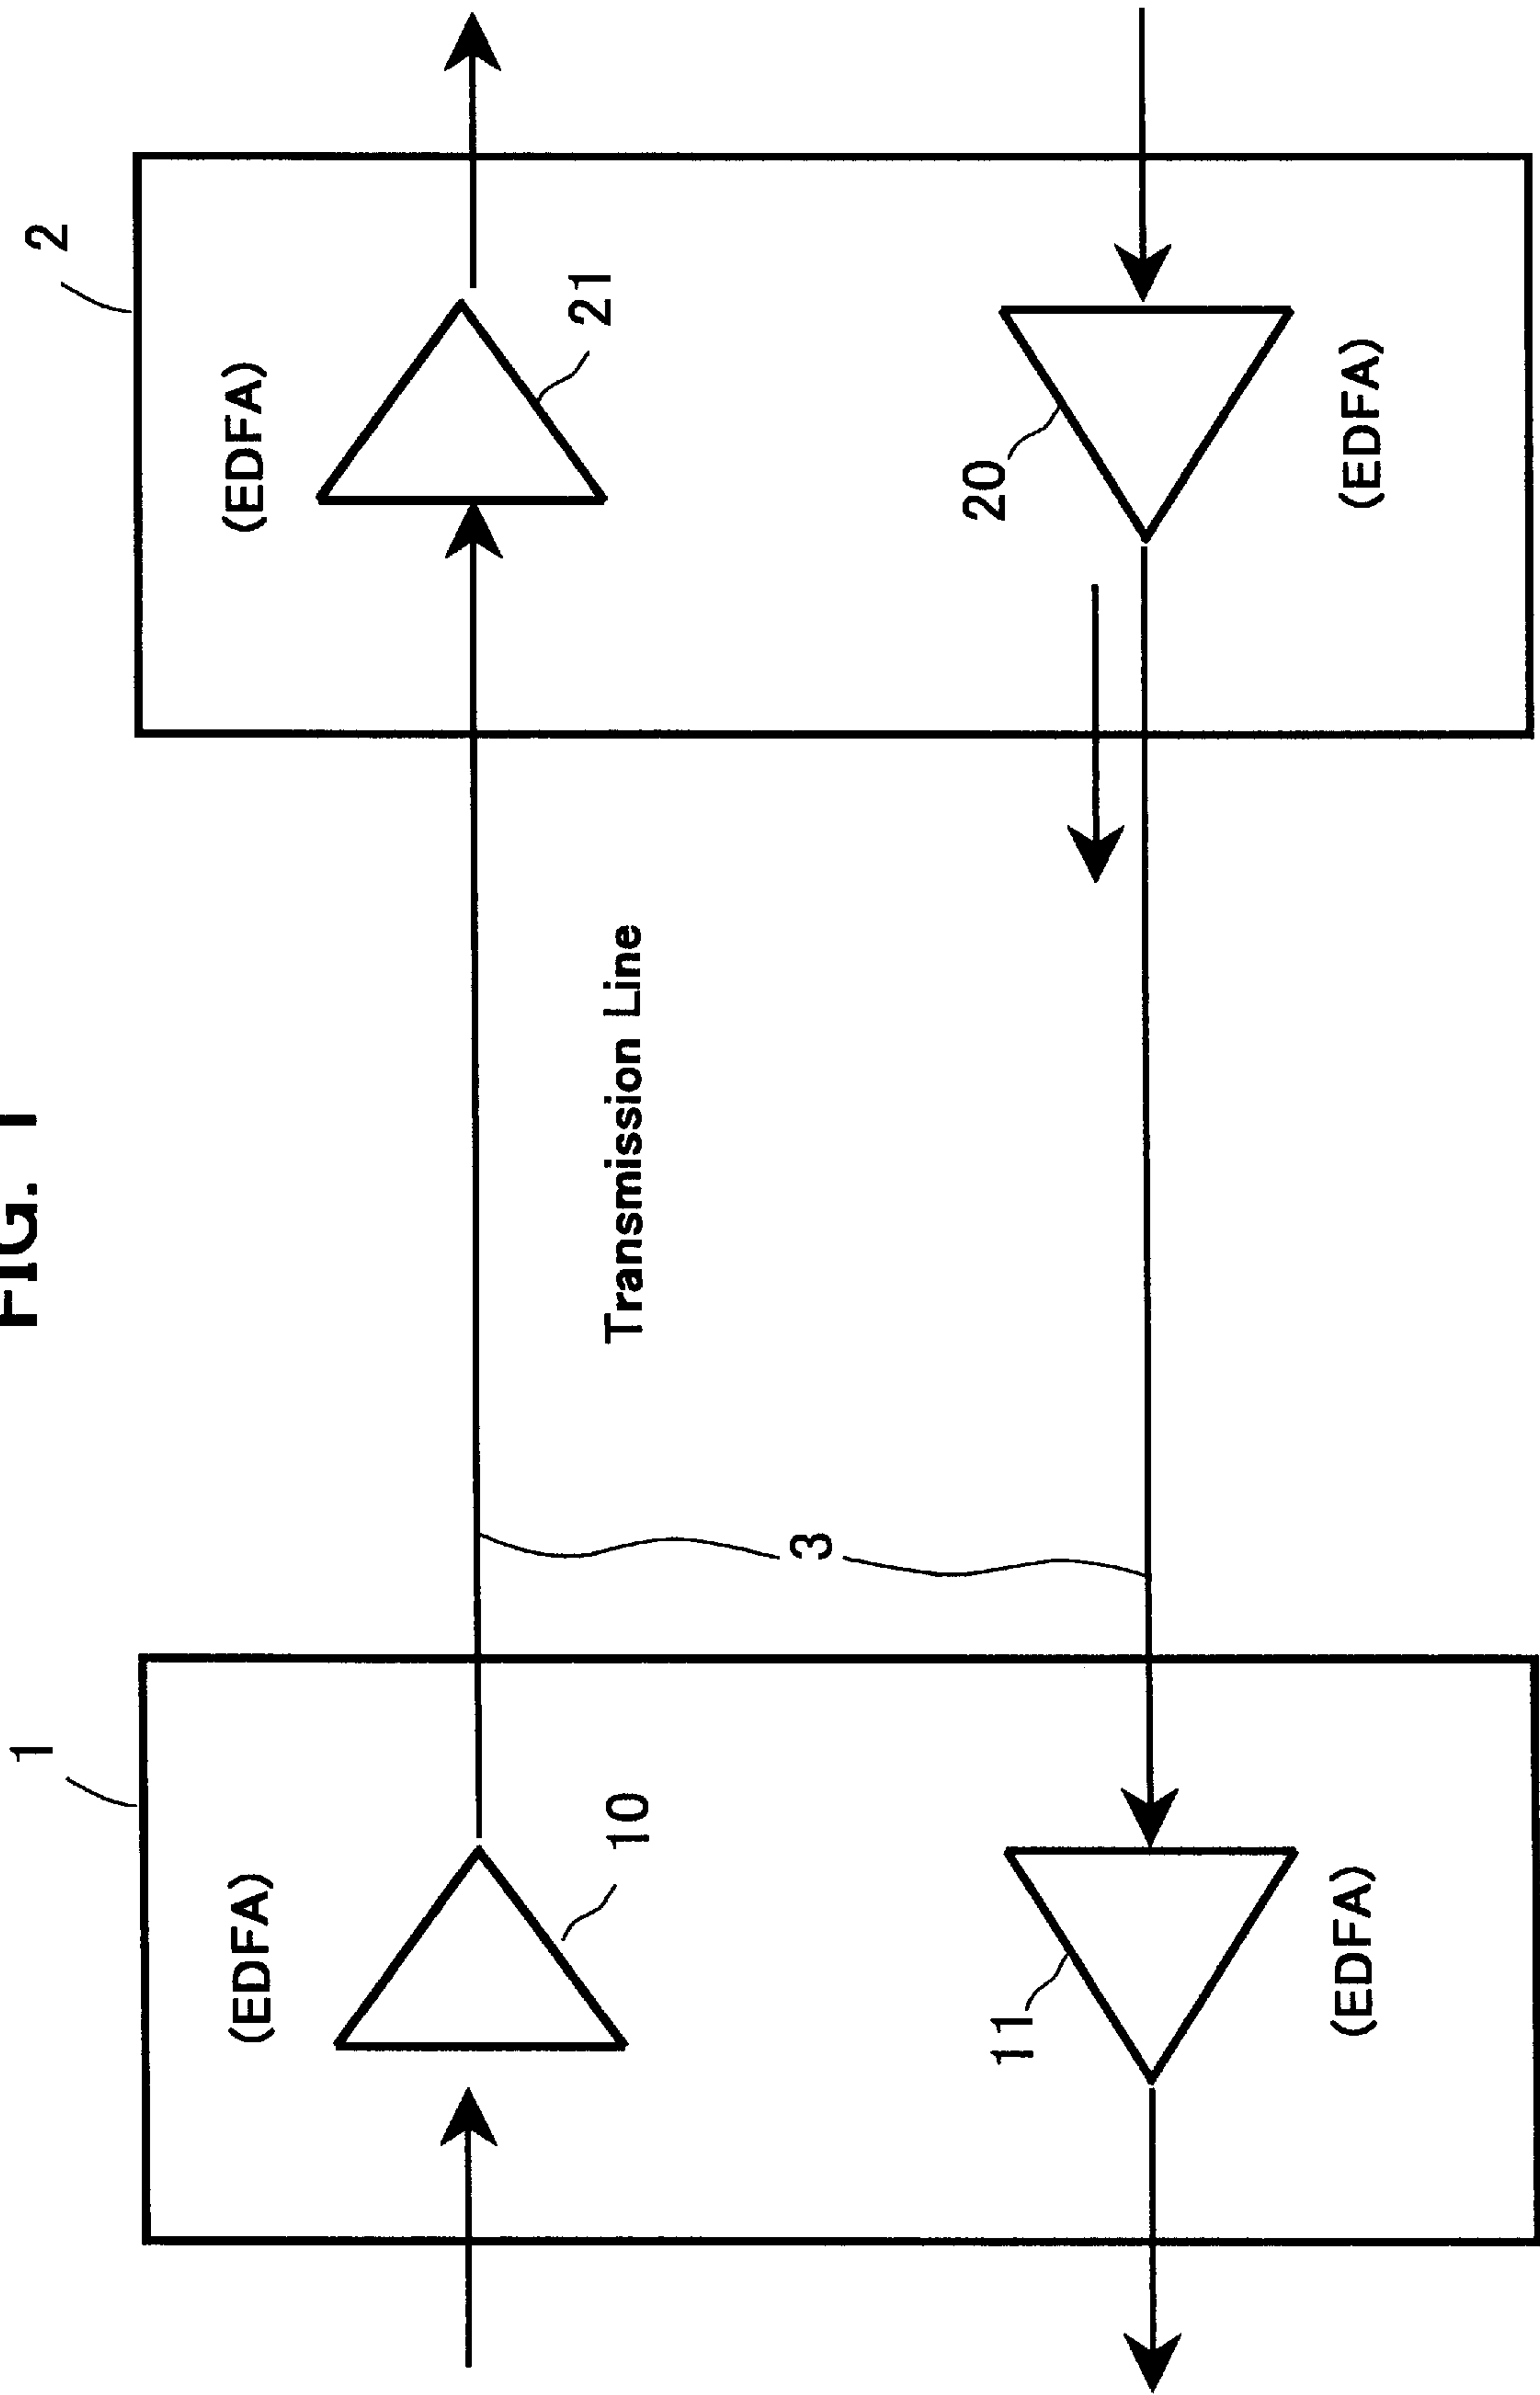 FIG. 1
1
2
(EDFA)
(EDFA)
10
21
Transmission Line
3
11
20
(EDFA)
(EDFA)